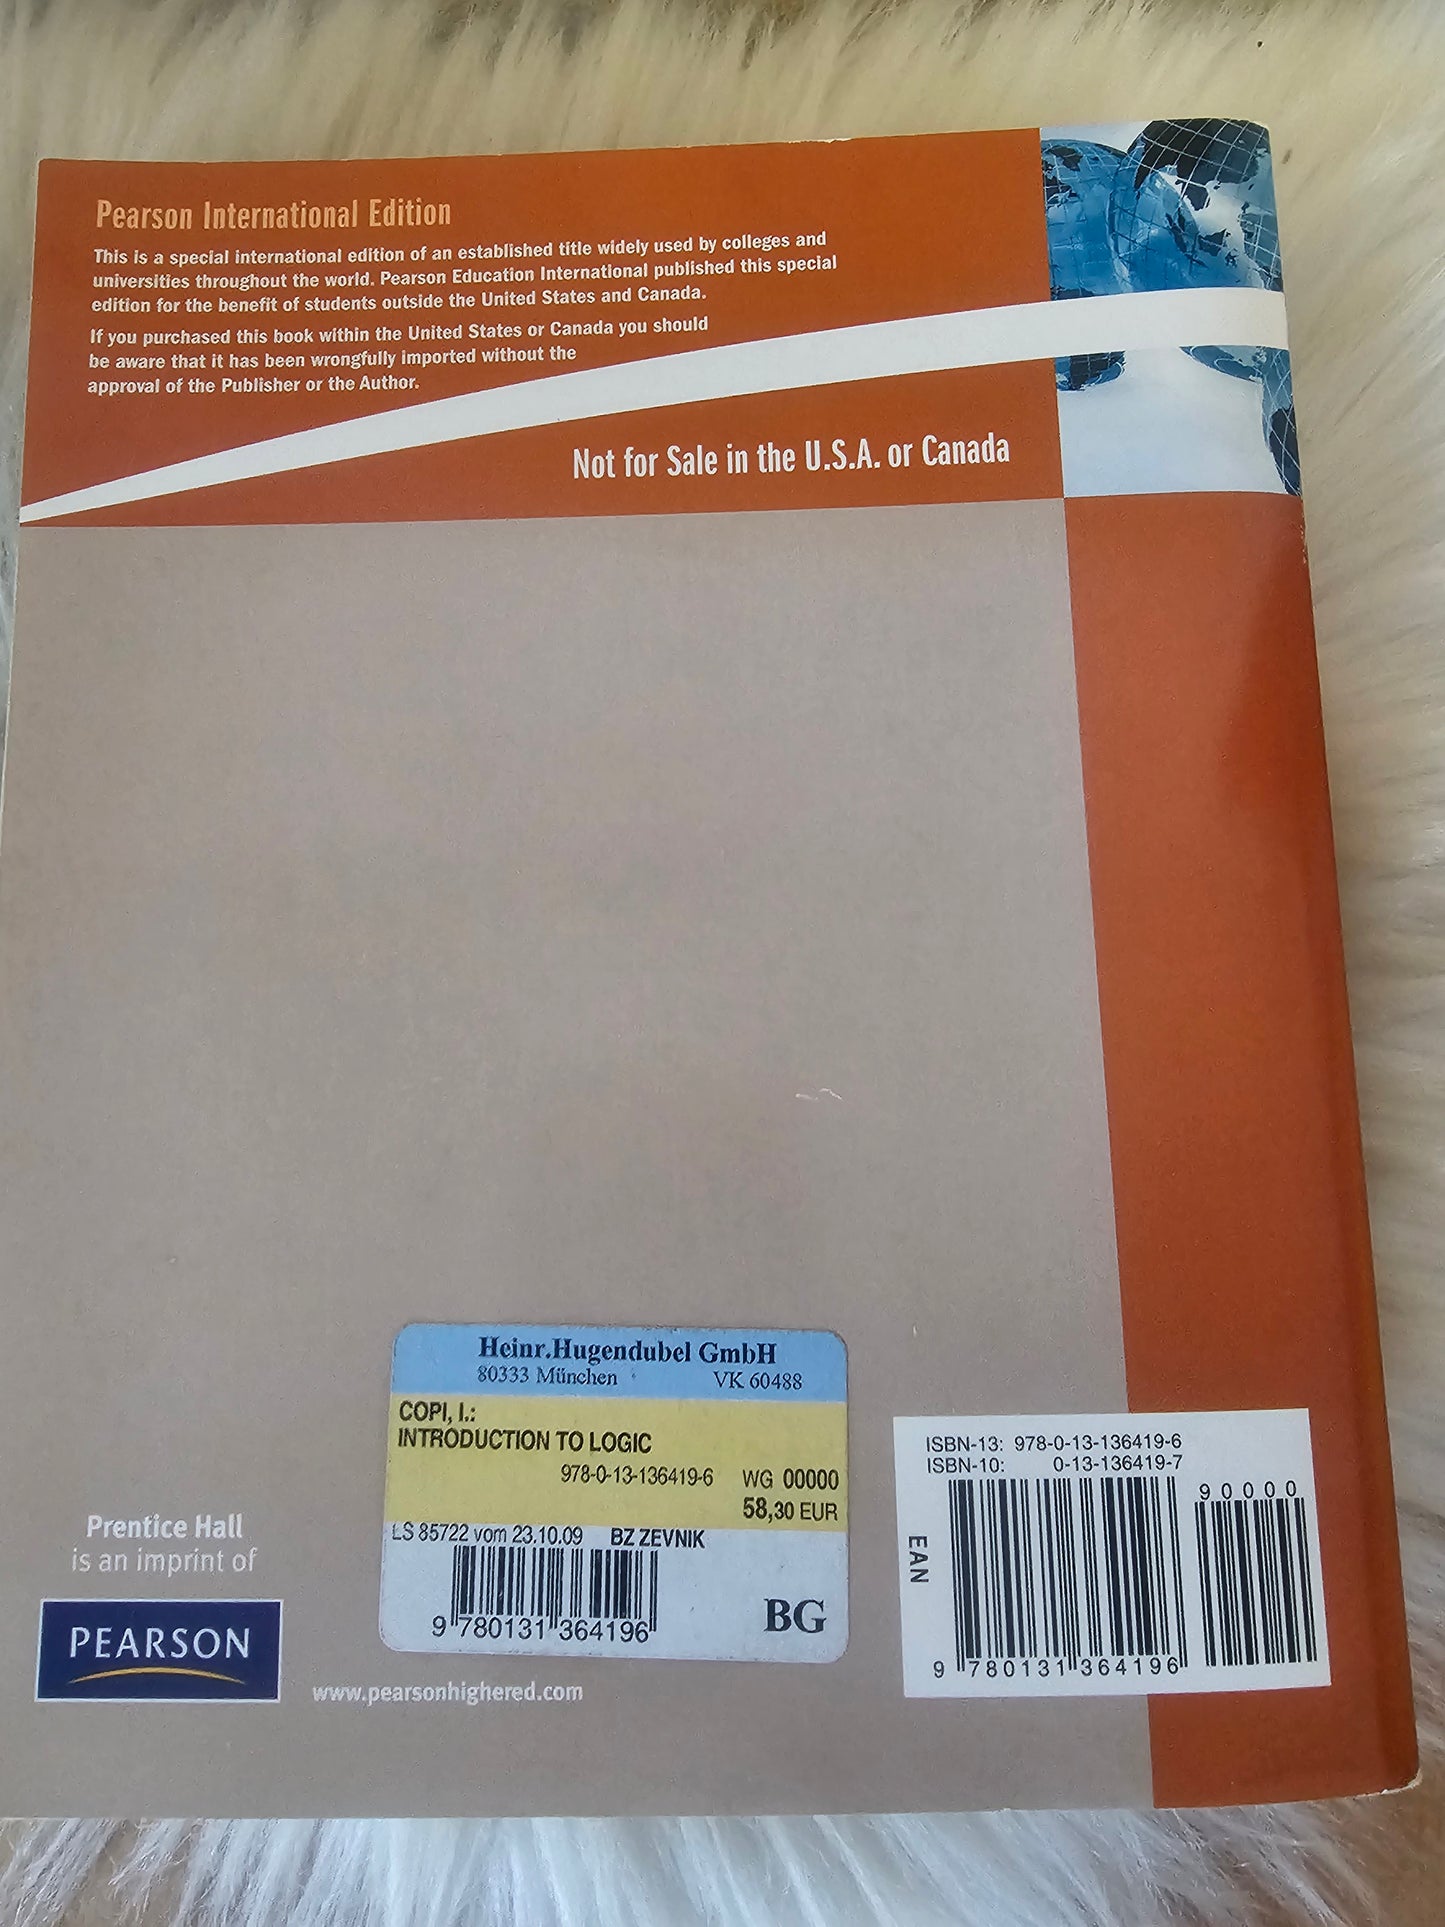 Pearson International Edition
This is a special international edition of an established title widely used by colleges and
universities throughout the world. Pearson Education International published this special
edition for the benefit of students outside the United States and Canada.
If you purchased this book within the United States or Canada you should
be aware that it has been wrongfully imported without the
approval of the Publisher or the Author.
Not for Sale in the U.S.A. or Canada
Heinr.Hugendubel GmbH
80333 München VK 60488
COPI, I.:
INTRODUCTION TO LOGIC
978-0-13-136419-6 WG 00000
58,30 EUR
LS 85722 vom 23.10.09 BZ ZEVNIK
9 780131 364196
BG
ISBN-13: 978-0-13-136419-6
ISBN-10: 0-13-136419-7
90000
EAN
9 780131 364196
Prentice Hall
is an imprint of
PEARSON
www.pearsonhighered.com